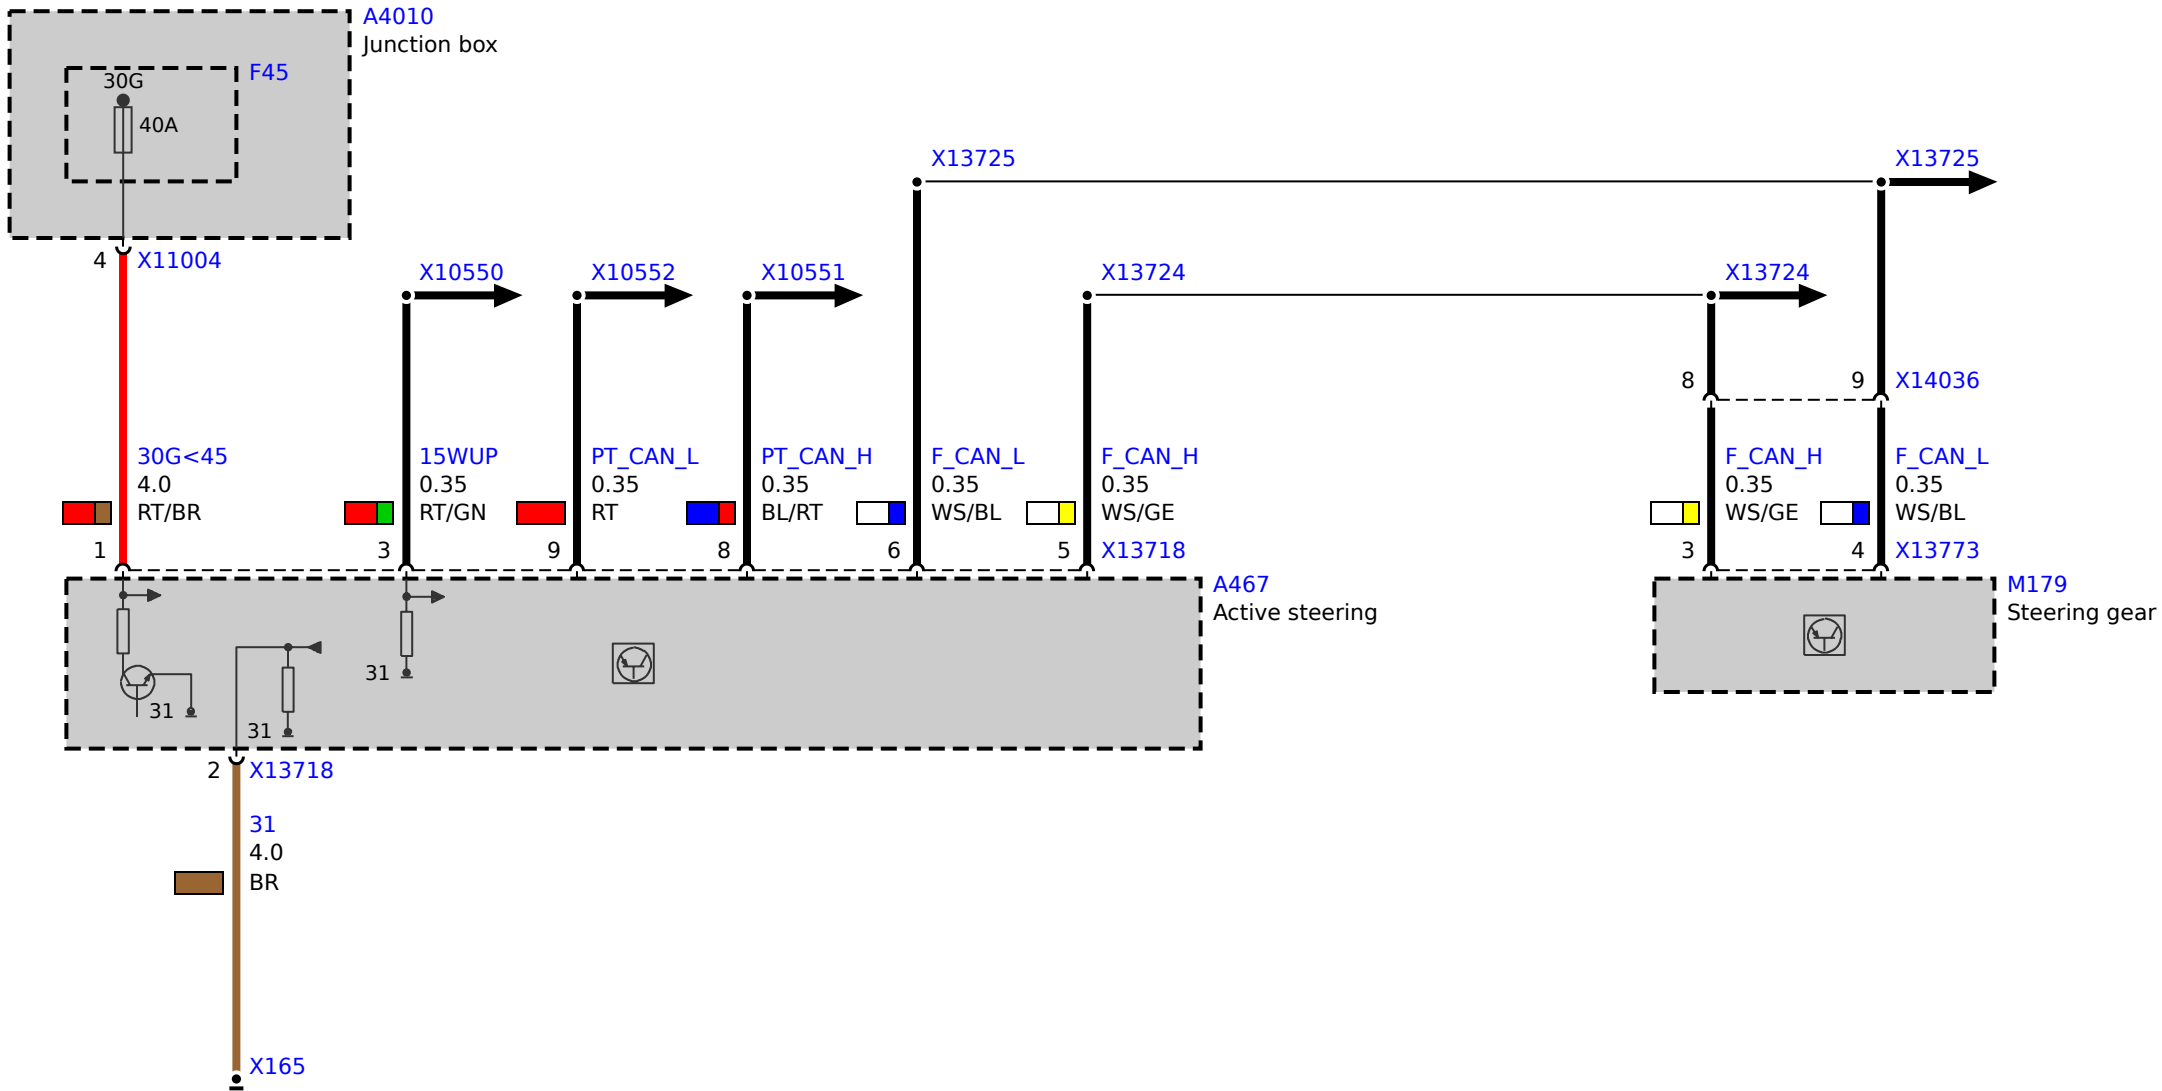 A4010
Junction box
F45
30G
40A
4
X11004
X10550
X10552
X10551
X13725
X13725
X13724
X13724
8
9
X14036
30G<45
4.0
RT/BR
1
15WUP
0.35
RT/GN
3
PT_CAN_L
0.35
RT
9
PT_CAN_H
0.35
BL/RT
8
F_CAN_L
0.35
WS/BL
6
F_CAN_H
0.35
WS/GE
5
X13718
F_CAN_H
0.35
WS/GE
3
F_CAN_L
0.35
WS/BL
4
X13773
A467
Active steering
M179
Steering gear
31
31
31
2
X13718
31
4.0
BR
X165